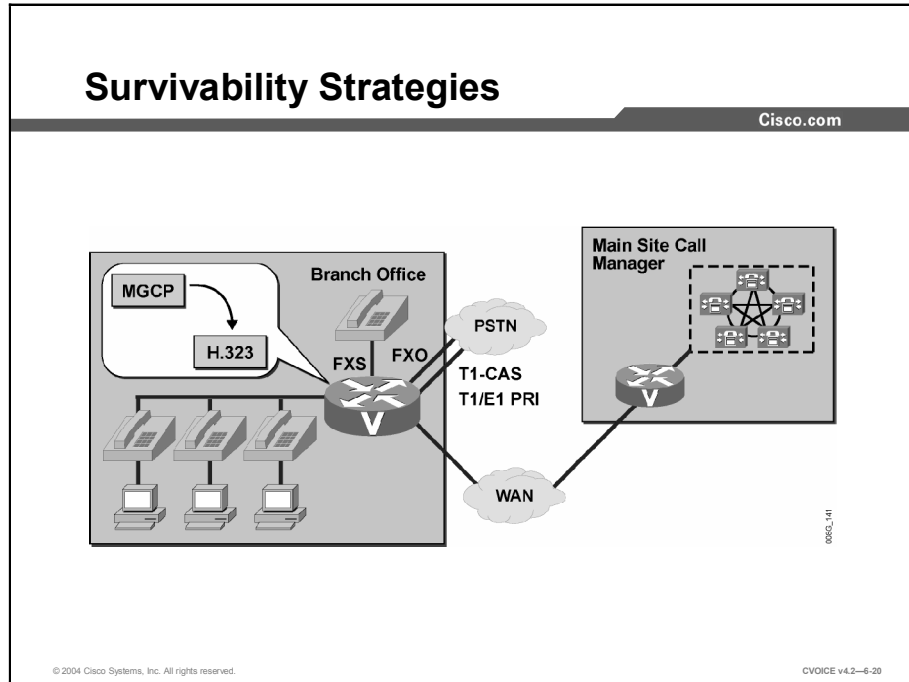 Survivability Strategies
Cisco.com
Main Site Call
Manager
Branch Office
MGCP
H.323
PSTN
FXS
FXO
T1-CAS
T1/E1 PRI
V
V
WAN
006G_141
© 2004 Cisco Systems, Inc. All rights reserved.
CVOICE v4.2—6-20